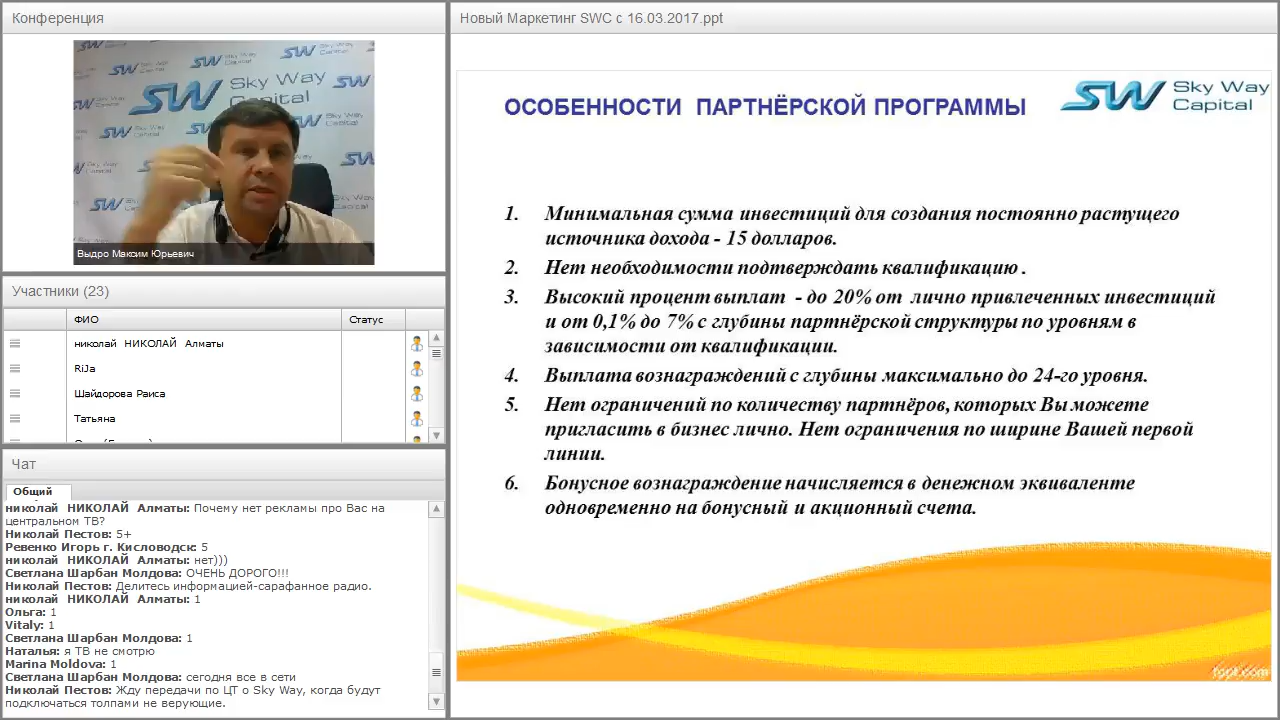 Конференция
SW Sky Way Capital
Выдро Максим Юрьевич
Участники (23)
ФИО
Статус
николай НИКОЛАЙ Алматы
RiJa
Шайдорова Раиса
Татьяна
Чат
Общий
николай НИКОЛАЙ Алматы: Почему нет рекламы про Вас на
центральном ТВ?
Николай Пестов: 5+
Ревенко Игорь г. Кисловодск: 5
николай НИКОЛАЙ Алматы: нет)))
Светлана Шарбан Молдова: ОЧЕНЬ ДОРОГО!!!
Николай Пестов: Делитесь информацией-сарафанное радио.
николай НИКОЛАЙ Алматы: 1
Ольга: 1
Vitaly: 1
Светлана Шарбан Молдова: 1
Наталья: я ТВ не смотрю
Marina Moldova: 1
Светлана Шарбан Молдова: сегодня все в сети
Николай Пестов: Жду передачи по ЦТ о Sky Way, когда будут
подключаться толпами не верующие.
Новый Маркетинг SWC с 16.03.2017.ppt
ОСОБЕННОСТИ ПАРТНЁРСКОЙ ПРОГРАММЫ
SW Sky Way
Capital
1. Минимальная сумма инвестиций для создания постоянно растущего
источника дохода - 15 долларов.
2. Нет необходимости подтверждать квалификацию .
3. Высокий процент выплат - до 20% от лично привлеченных инвестиций
и от 0,1% до 7% с глубины партнёрской структуры по уровням в
зависимости от квалификации.
4. Выплата вознаграждений с глубины максимально до 24-го уровня.
5. Нет ограничений по количеству партнёров, которых Вы можете
пригласить в бизнес лично. Нет ограничения по ширине Вашей первой
линии.
6. Бонусное вознаграждение начисляется в денежном эквиваленте
одновременно на бонусный и акционный счета.
fppt.com